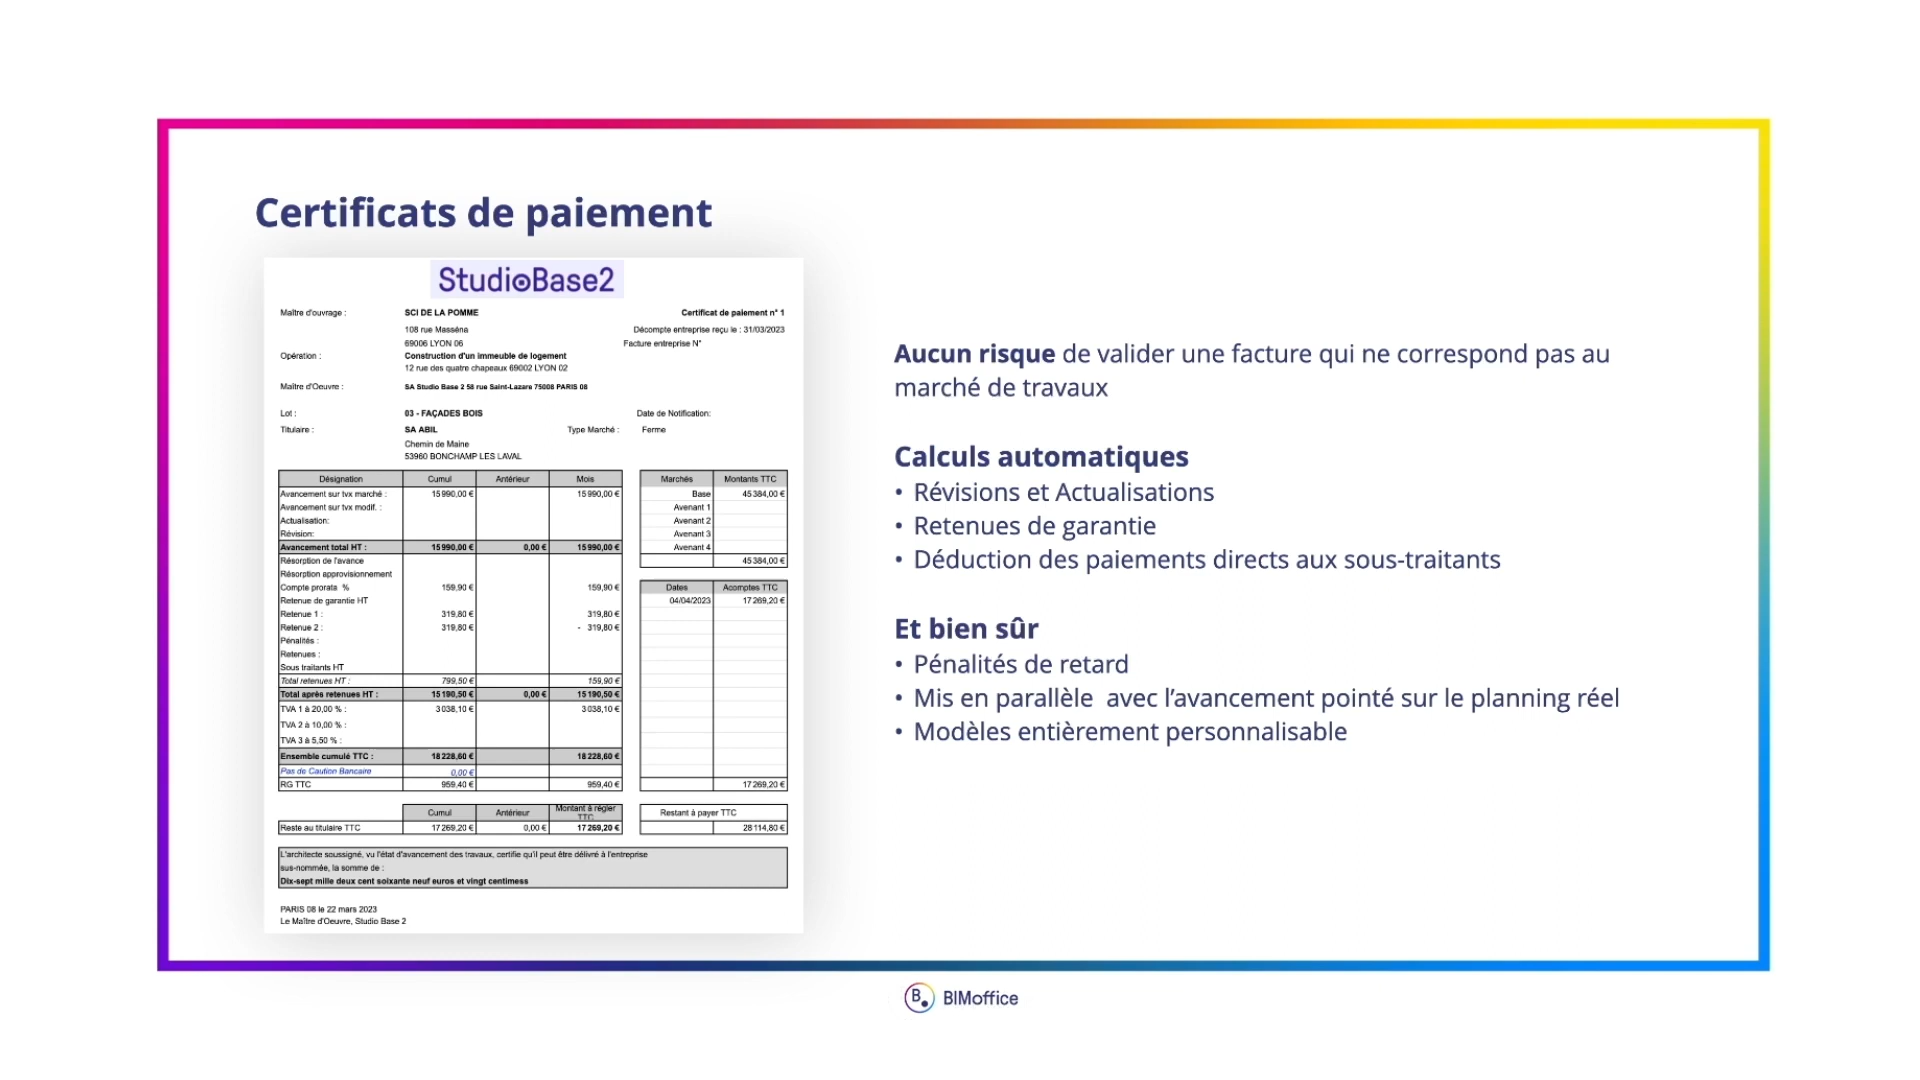 Certificats de paiement
StudioBase2
Maître d'ouvrage : SCI DE LA POMME Certificat de paiement n° 1
108 rue Masséna Décompte entreprise reçu le : 31/03/2023
69006 LYON 06 Facture entreprise N°
Opération : Construction d'un immeuble de logement
12 rue des quatre chapeaux 69002 LYON 02
Maître d'Oeuvre : SA Studio Base 2 58 rue Saint-Lazare 75008 PARIS 08
Lot : 03 - FAÇADES BOIS Date de Notification:
Titulaire : SA ABIL Type Marché : Ferme
Chemin de Maine
53960 BONCHAMP LES LAVAL
Désignation Cumul Antérieur Mois
Avancement sur tvx marché : 15 990,00 € 15 990,00 €
Avancement sur tvx modif. :
Actualisation:
Révision:
Avancement total HT : 15 990,00 € 0,00 € 15 990,00 €
Résorption de l'avance
Résorption approvisionnement
Compte prorata % 159,90 € 159,90 €
Retenue de garantie HT
Retenue 1 : 319,80 € 319,80 €
Retenue 2 : 319,80 € - 319,80 €
Pénalités :
Retenues :
Sous traitants HT
Total retenues HT : 799,50 € 159,90 €
Total après retenues HT : 15 190,50 € 0,00 € 15 190,50 €
TVA 1 à 20,00 % : 3 038,10 € 3 038,10 €
TVA 2 à 10,00 % :
TVA 3 à 5,50 % :
Ensemble cumulé TTC : 18 228,60 € 18 228,60 €
Pas de Caution Bancaire 0,00 €
RG TTC 959,40 € 959,40 €
Marchés Montants TTC
Base 45 384,00 €
Avenant 1
Avenant 2
Avenant 3
Avenant 4
45 384,00 €
Dates Acomptes TTC
04/04/2023 17 269,20 €
17 269,20 €
Cumul Antérieur Montant à régler TTC
Reste au titulaire TTC 17 269,20 € 0,00 € 17 269,20 €
Restant à payer TTC
28 114,80 €
L'architecte soussigné, vu l'état d'avancement des travaux, certifie qu'il peut être délivré à l'entreprise
sus-nommée, la somme de :
Dix-sept mille deux cent soixante neuf euros et vingt centimess
PARIS 08 le 22 mars 2023
Le Maître d'Oeuvre, Studio Base 2
Aucun risque de valider une facture qui ne correspond pas au
marché de travaux
Calculs automatiques
• Révisions et Actualisations
• Retenues de garantie
• Déduction des paiements directs aux sous-traitants
Et bien sûr
• Pénalités de retard
• Mis en parallèle avec l’avancement pointé sur le planning réel
• Modèles entièrement personnalisable
B. BIMoffice